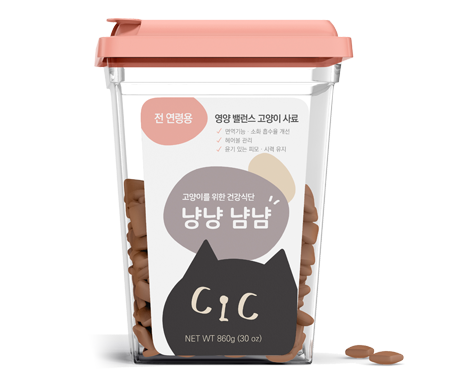 전 연령용
영양 밸런스 고양이 사료
✓ 면역기능 · 소화 흡수율 개선
✓ 헤어볼 관리
✓ 윤기 있는 피모 · 시력 유지
고양이를 위한 건강식단
냥냥 냠냠
CiC
NET WT 860g (30 oz)